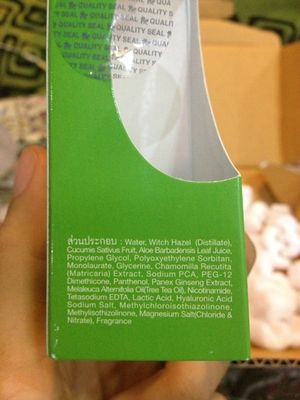 QUALITY SEAL
QUALITY SEAL
QUALITY SEAL
QUALITY SEAL
QUALITY SEAL
QUALITY SEAL
ส่วนประกอบ : Water, Witch Hazel (Distillate),
Cucumis Sativus Fruit, Aloe Barbadensis Leaf Juice,
Propylene Glycol, Polyoxyethylene Sorbitan,
Monolaurate, Glycerine, Chamomilla Recutita
(Matricaria) Extract, Sodium PCA, PEG-12
Dimethicone, Panthenol, Panex Ginseng Extract,
Melaleuca Alternifolia Oil(Tea Tree Oil), Nicotinamide,
Tetasodium EDTA, Lactic Acid, Hyaluronic Acid
Sodium Salt, Methylchloroisothiazolinone,
Methylisothizolinone, Magnesium Salt(Chloride &
Nitrate), Fragrance